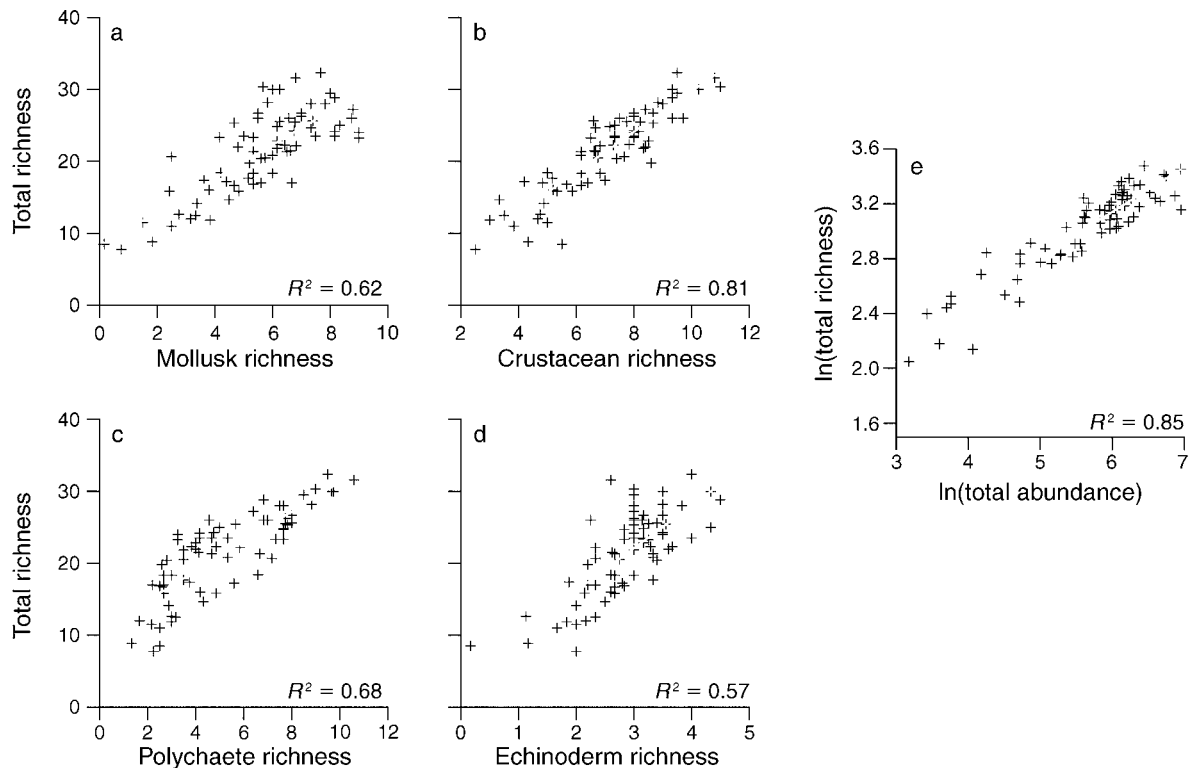 a
40
30
20
10
0
Total richness
0 2 4 6 8 10
Mollusk richness
R² = 0.62
b
2 4 6 8 10 12
Crustacean richness
R² = 0.81
c
40
30
20
10
0
Total richness
0 2 4 6 8 10 12
Polychaete richness
R² = 0.68
d
0 1 2 3 4 5
Echinoderm richness
R² = 0.57
e
3.6
3.2
2.8
2.4
2.0
1.6
ln(total richness)
3 4 5 6 7
ln(total abundance)
R² = 0.85